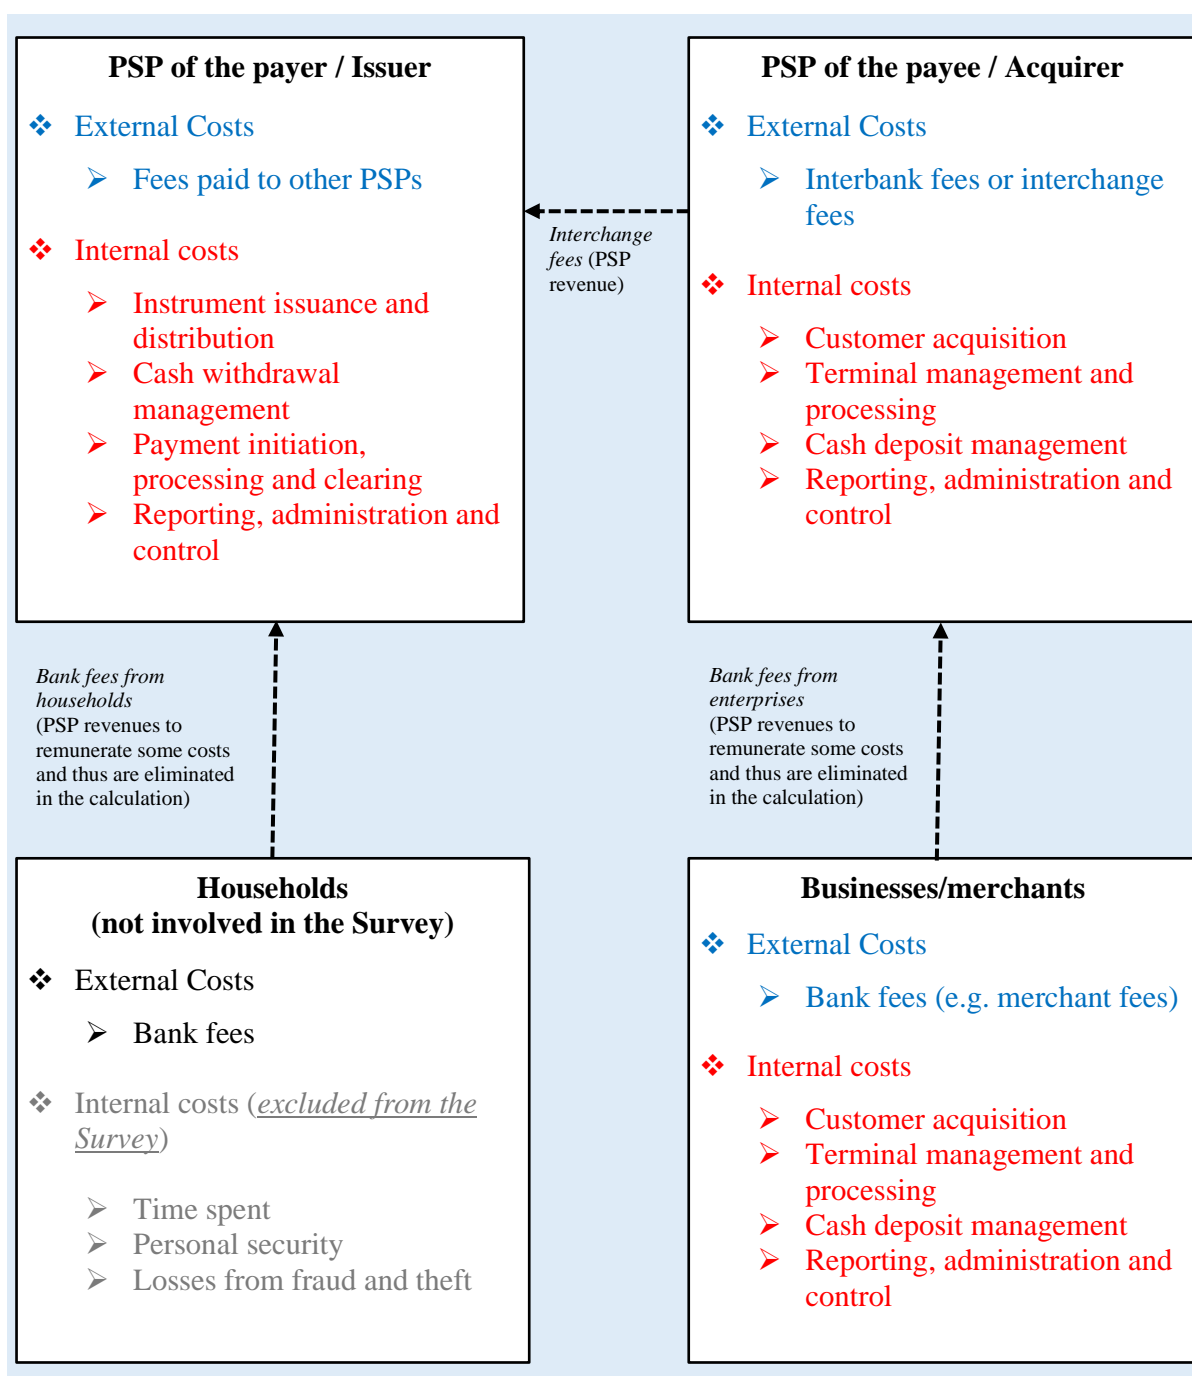 PSP of the payer / Issuer
❖ External Costs
➢ Fees paid to other PSPs
❖ Internal costs
➢ Instrument issuance and
distribution
➢ Cash withdrawal
management
➢ Payment initiation,
processing and clearing
➢ Reporting, administration and
control
Interchange
fees (PSP
revenue)
PSP of the payee / Acquirer
❖ External Costs
➢ Interbank fees or interchange
fees
❖ Internal costs
➢ Customer acquisition
➢ Terminal management and
processing
➢ Cash deposit management
➢ Reporting, administration and
control
Bank fees from
households
(PSP revenues to
remunerate some costs
and thus are eliminated
in the calculation)
Bank fees from
enterprises
(PSP revenues to
remunerate some costs
and thus are eliminated
in the calculation)
Households
(not involved in the Survey)
❖ External Costs
➢ Bank fees
❖ Internal costs (excluded from the
Survey)
➢ Time spent
➢ Personal security
➢ Losses from fraud and theft
Businesses/merchants
❖ External Costs
➢ Bank fees (e.g. merchant fees)
❖ Internal costs
➢ Customer acquisition
➢ Terminal management and
processing
➢ Cash deposit management
➢ Reporting, administration and
control